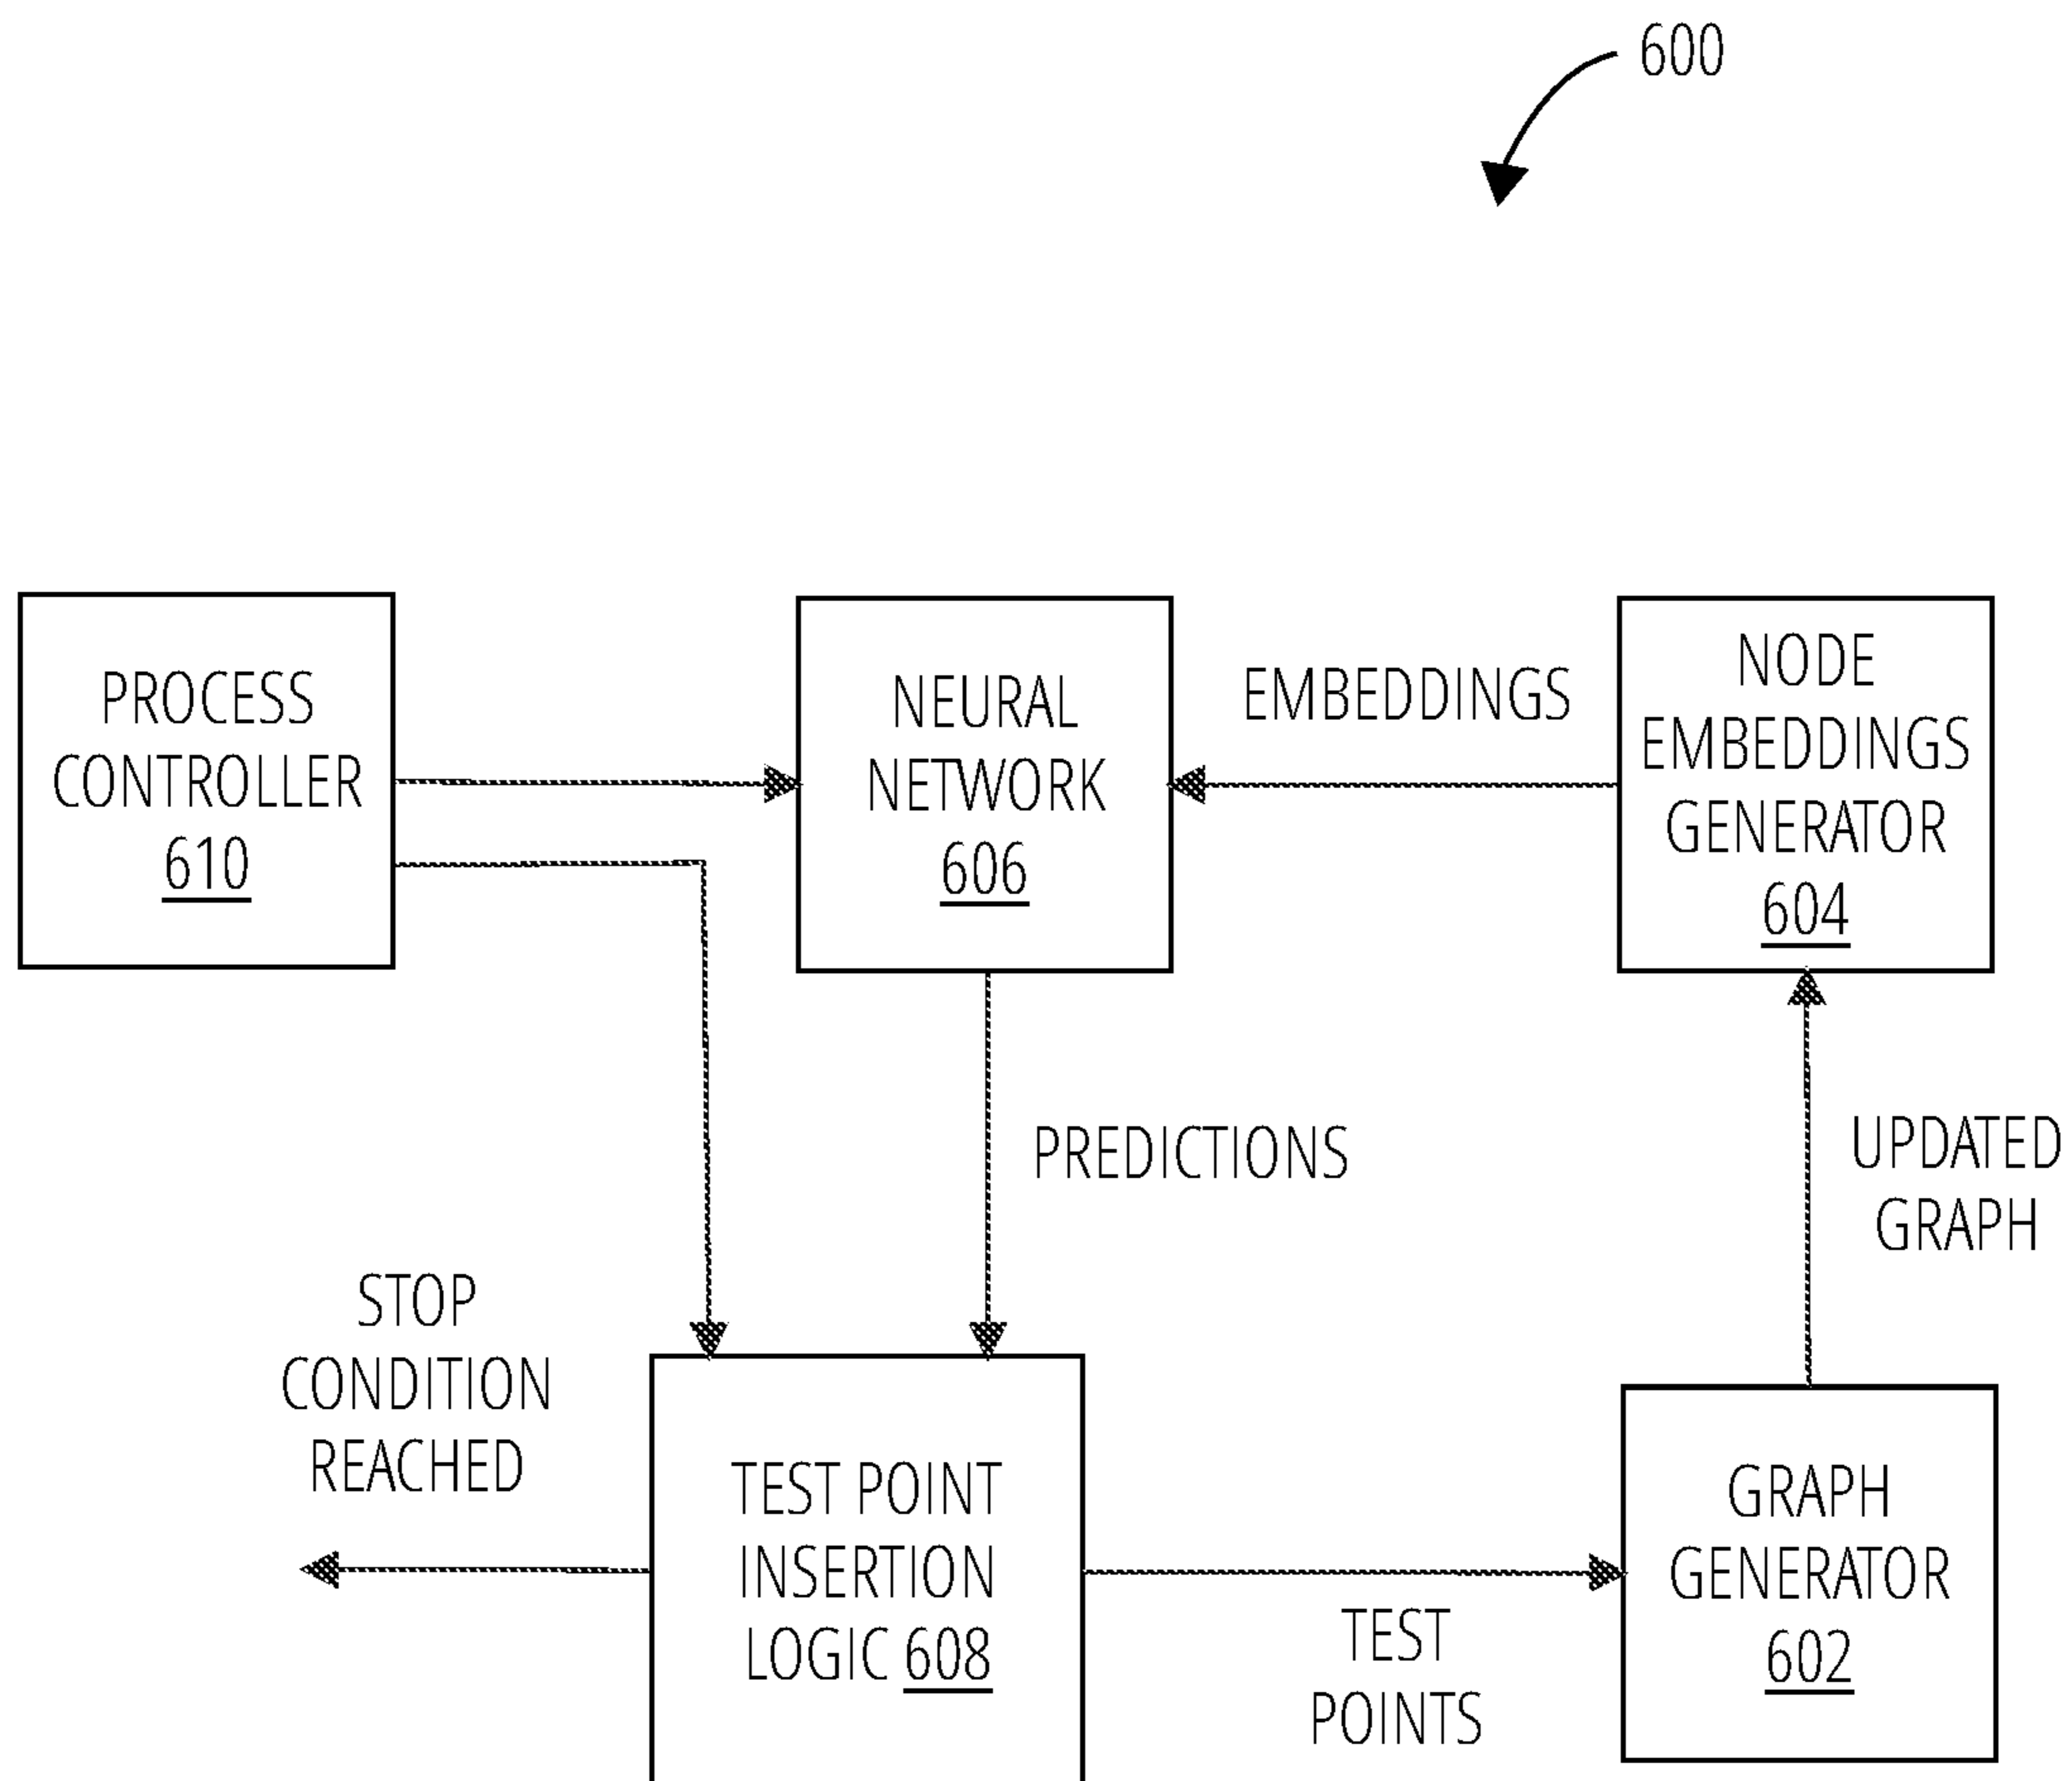 600
PROCESS
CONTROLLER
610
NEURAL
NETWORK
606
EMBEDDINGS
NODE
EMBEDDINGS
GENERATOR
604
PREDICTIONS
UPDATED
GRAPH
STOP
CONDITION
REACHED
TEST POINT
INSERTION
LOGIC 608
TEST
POINTS
GRAPH
GENERATOR
602